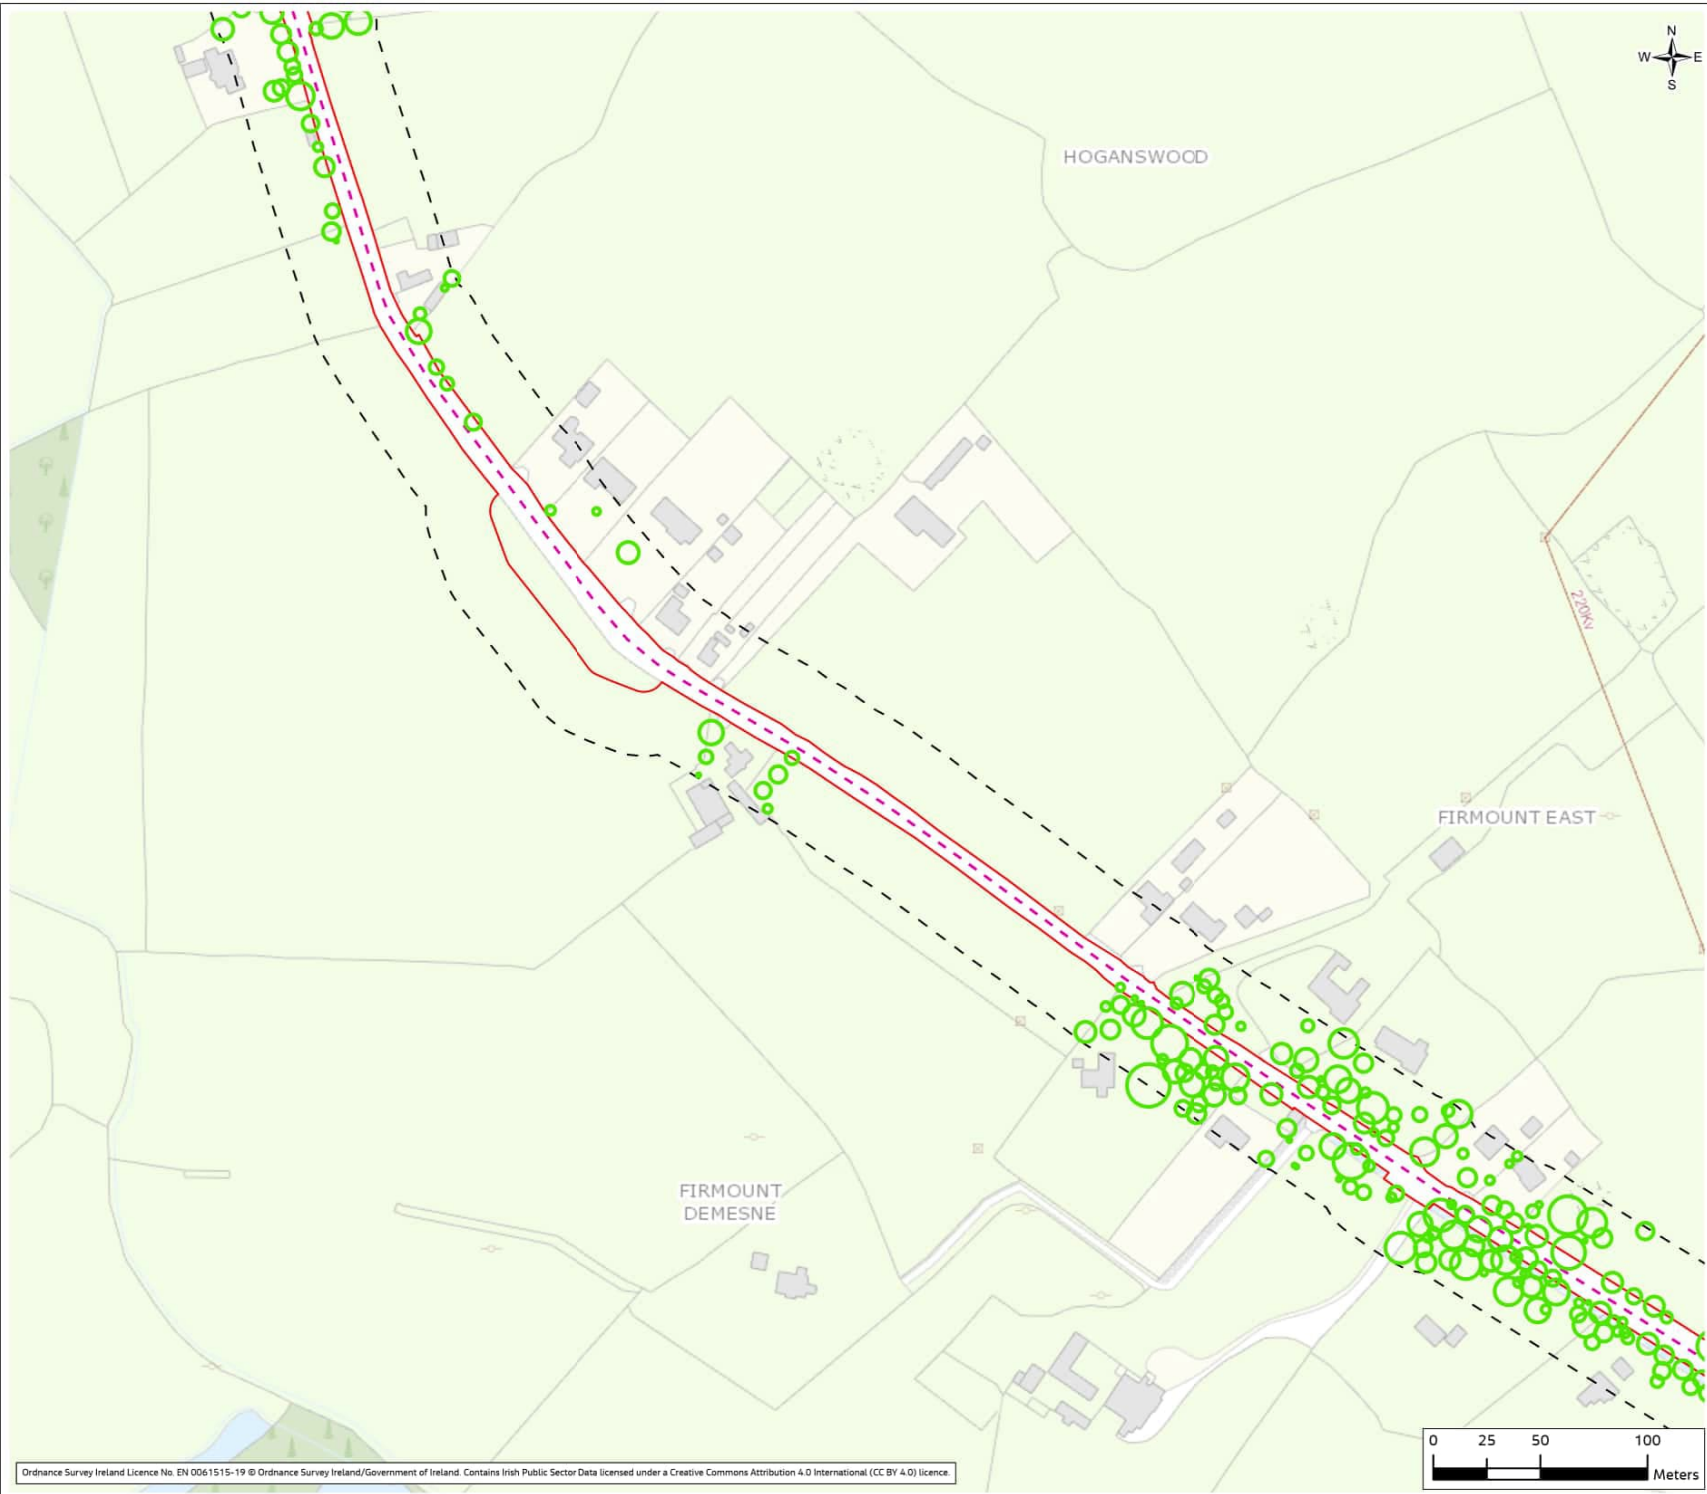 N
W E
S
HOGANSWOOD
220Kv
FIRMOUNT EAST
FIRMOUNT
DEMESNE
0 25 50 100
Meters
Ordnance Survey Ireland Licence No. EN 0061515-19 © Ordnance Survey Ireland/Government of Ireland. Contains Irish Public Sector Data licensed under a Creative Commons Attribution 4.0 International (CC BY 4.0) licence.